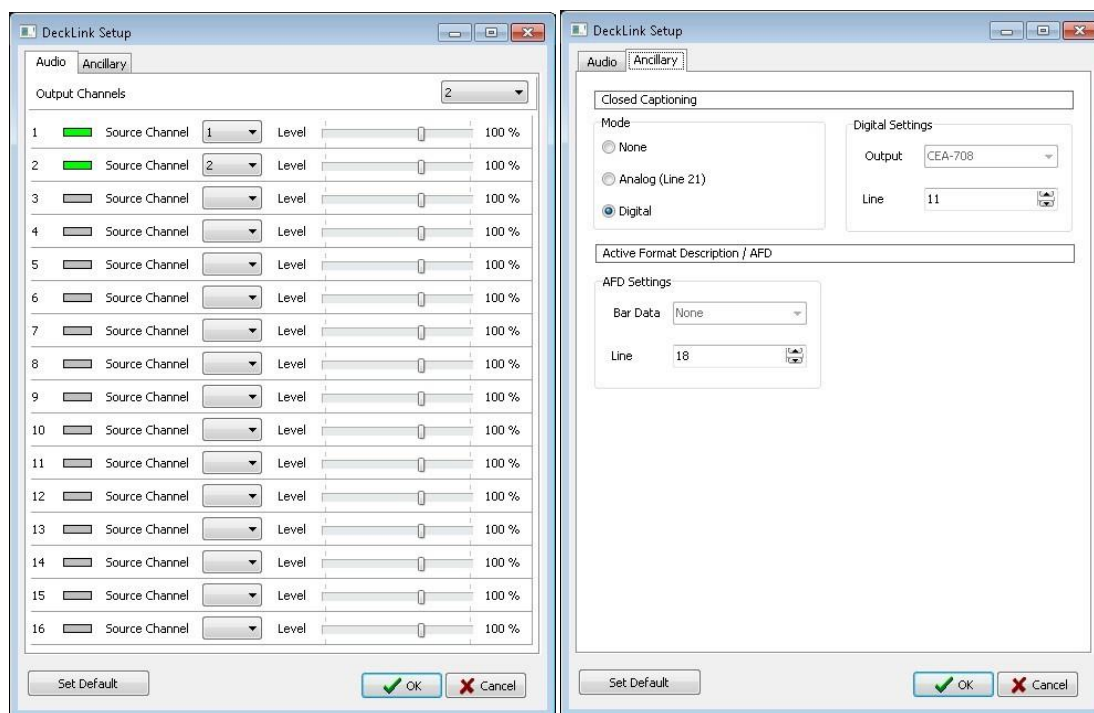 DeckLink Setup
Audio Ancillary
Output Channels 2
1 Source Channel 1 Level 100 %
2 Source Channel 2 Level 100 %
3 Source Channel Level 100 %
4 Source Channel Level 100 %
5 Source Channel Level 100 %
6 Source Channel Level 100 %
7 Source Channel Level 100 %
8 Source Channel Level 100 %
9 Source Channel Level 100 %
10 Source Channel Level 100 %
11 Source Channel Level 100 %
12 Source Channel Level 100 %
13 Source Channel Level 100 %
14 Source Channel Level 100 %
15 Source Channel Level 100 %
16 Source Channel Level 100 %
Set Default OK Cancel
DeckLink Setup
Audio Ancillary
Closed Captioning
Mode
None
Analog (Line 21)
Digital
Digital Settings
Output CEA-708
Line 11
Active Format Description / AFD
AFD Settings
Bar Data None
Line 18
Set Default OK Cancel